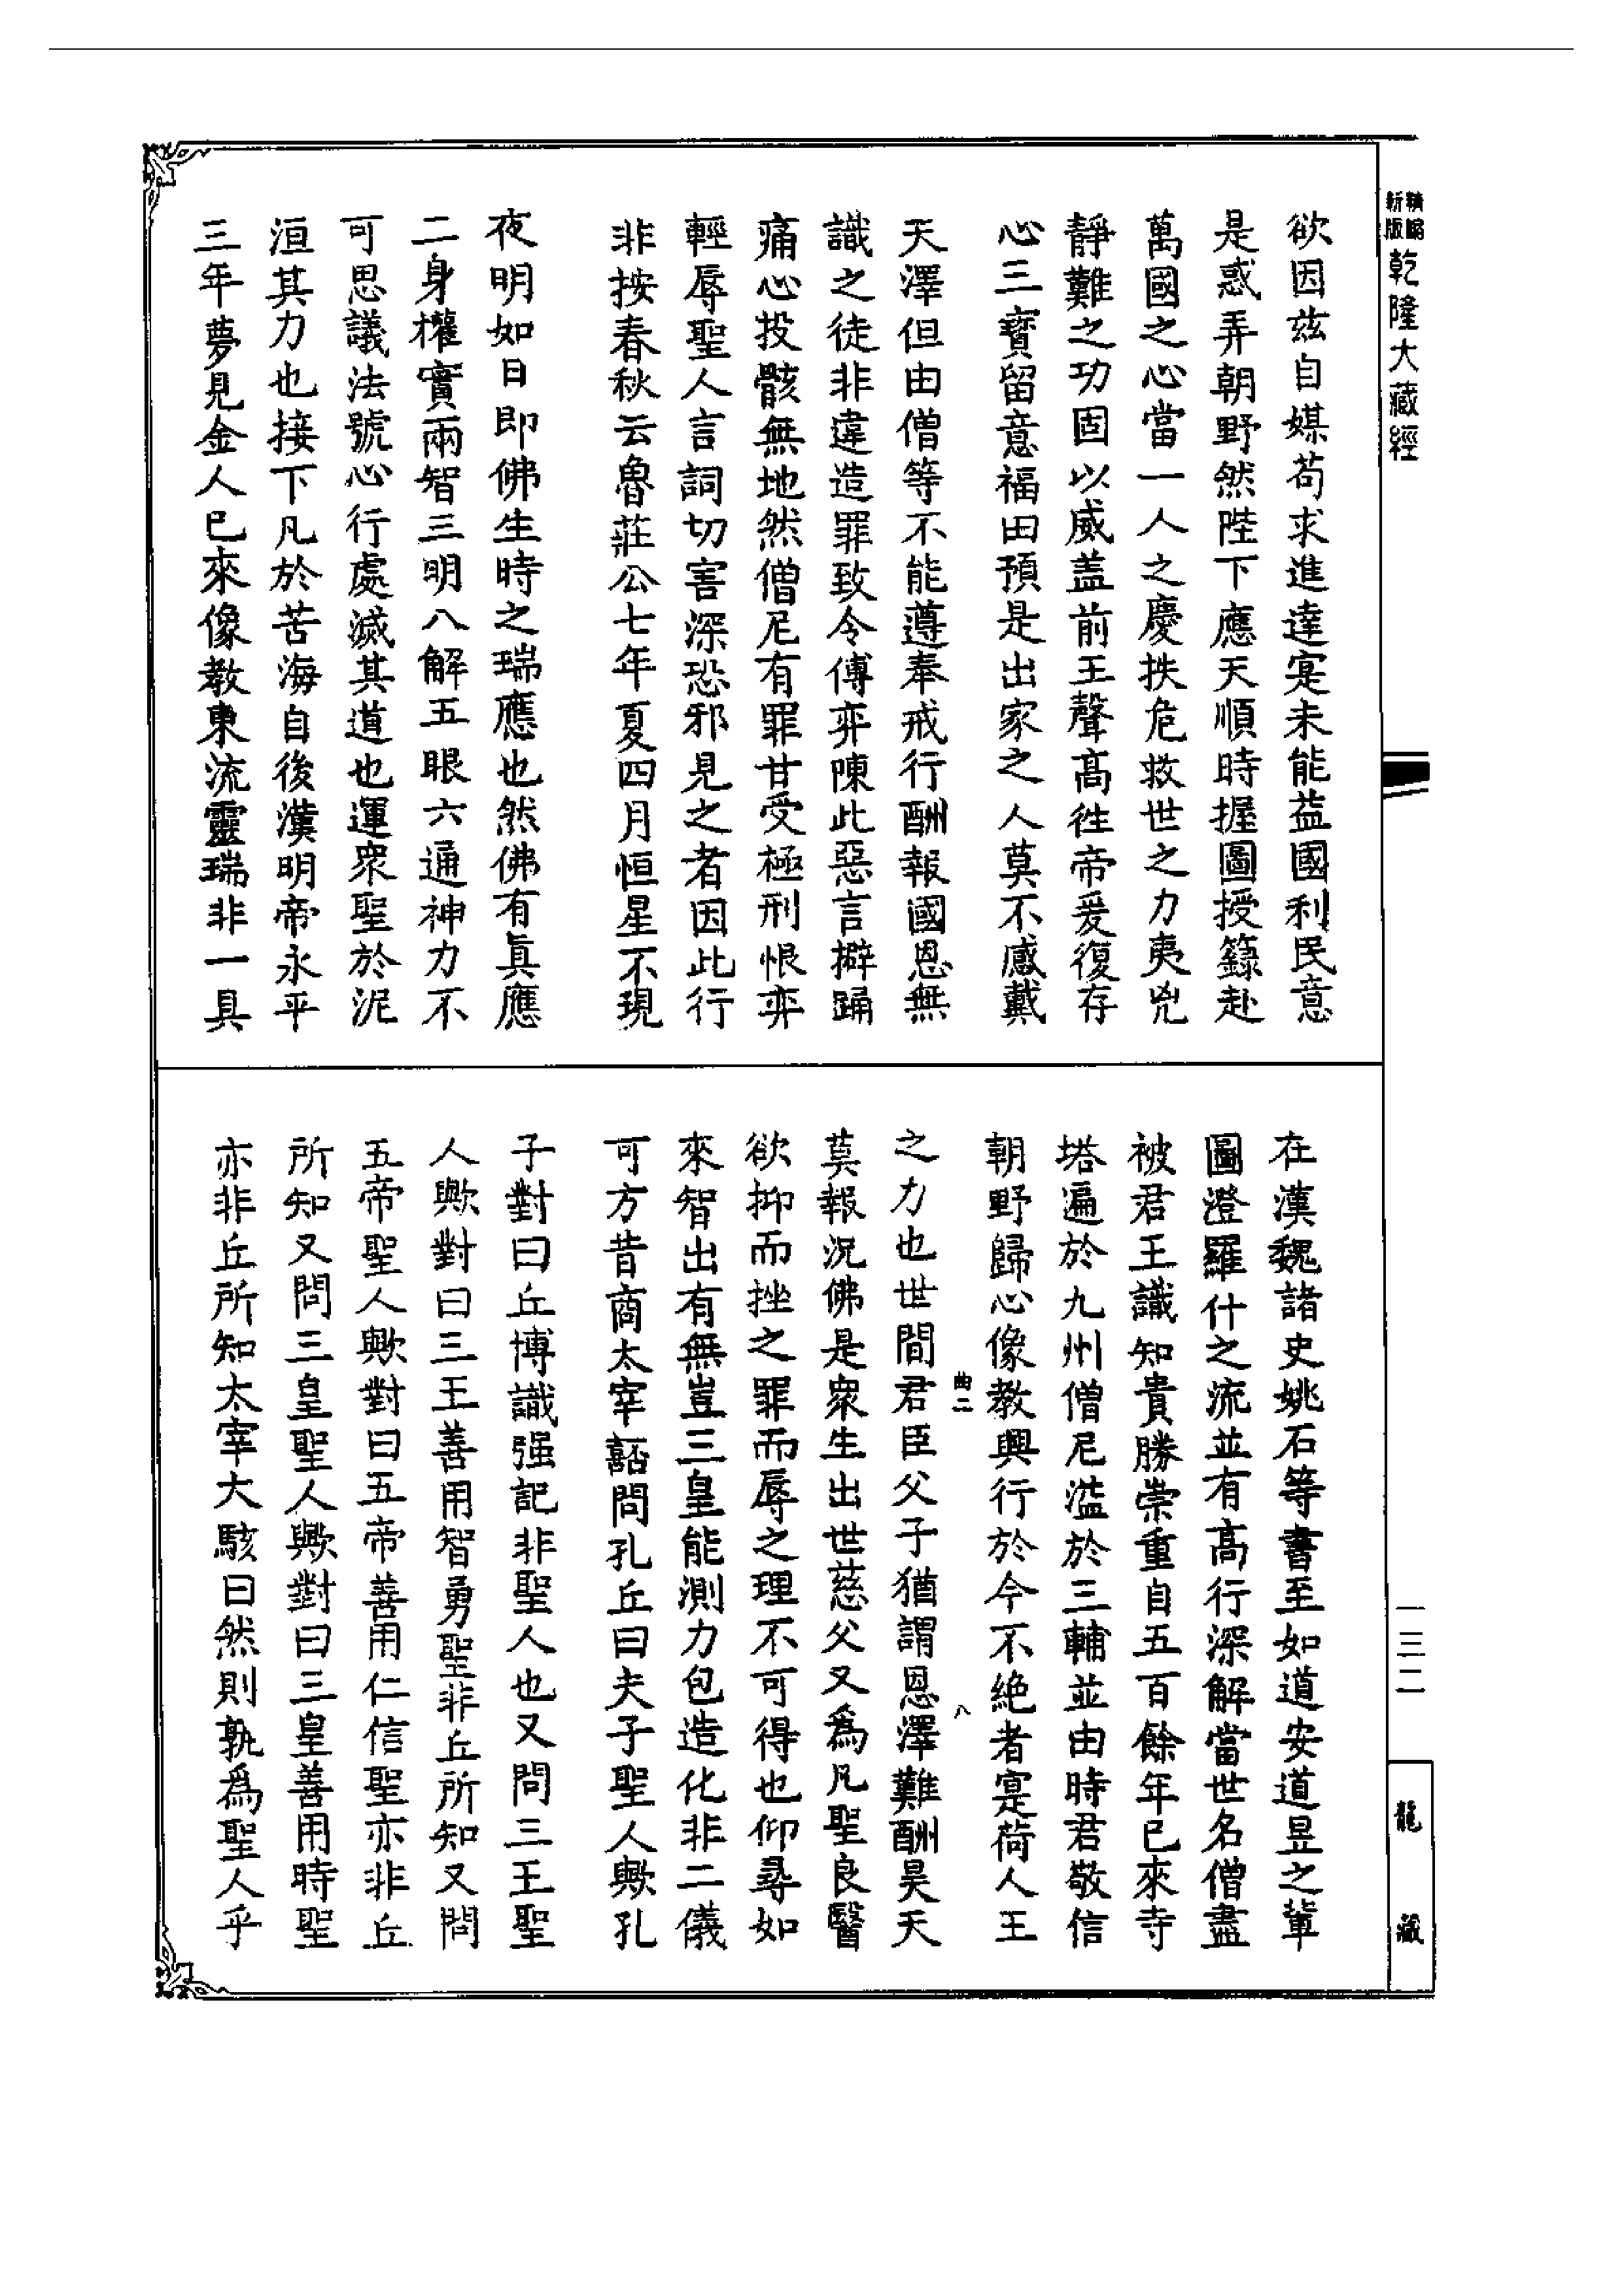 新編
精版
乾隆大藏經
欲因茲自媒苟求進達寔未能益國利民意
是惑弄朝野然陛下應天順時握圖授籙赴
萬國之心當一人之慶扶危救世之力夷兇
靜難之功固以威盖前王聲高徃帝爰復存
心三寳留意福田預是出家之人莫不感戴
天澤但由僧等不能遵奉戒行酬報國恩無
識之徒非違造罪致令傅弈陳此惡言擗踊
痛心投骸無地然僧尼有罪甘受極刑恨弈
輕辱聖人言詞切害深恐邪見之者因此行
非按春秋云魯莊公七年夏四月恒星不現
夜明如日即佛生時之瑞應也然佛有眞應
二身權實兩智三明八解五眼六通神力不
可思議法號心行處滅其道也運衆聖於泥
洹其力也接下凡於苦海自後漢明帝永平
三年夢見金人已來像教東流靈瑞非一具
在漢魏諸史姚石等書至如道安道昱之輩
圖澄羅什之流並有高行深解當世名僧盡
被君王識知貴勝崇重自五百餘年已來寺
塔遍於九州僧尼溢於三輔並由時君敬信
朝野歸心像教興行於今不絶者寔荷人王
曲二 八
之力也世間君臣父子猶謂恩澤難酬昊天
莫報况佛是衆生出世慈父又爲凡聖良醫
欲抑而挫之罪而辱之理不可得也仰尋如
來智出有無豈三皇能測力包造化非二儀
可方昔商太宰嚭問孔丘曰夫子聖人歟孔
子對曰丘博識强記非聖人也又問三王聖
人歟對曰三王善用智勇聖非丘所知又問
五帝聖人歟對曰五帝善用仁信聖亦非丘
所知又問三皇聖人歟對曰三皇善用時聖
亦非丘所知太宰大駭曰然則孰爲聖人乎
一三二
龍藏